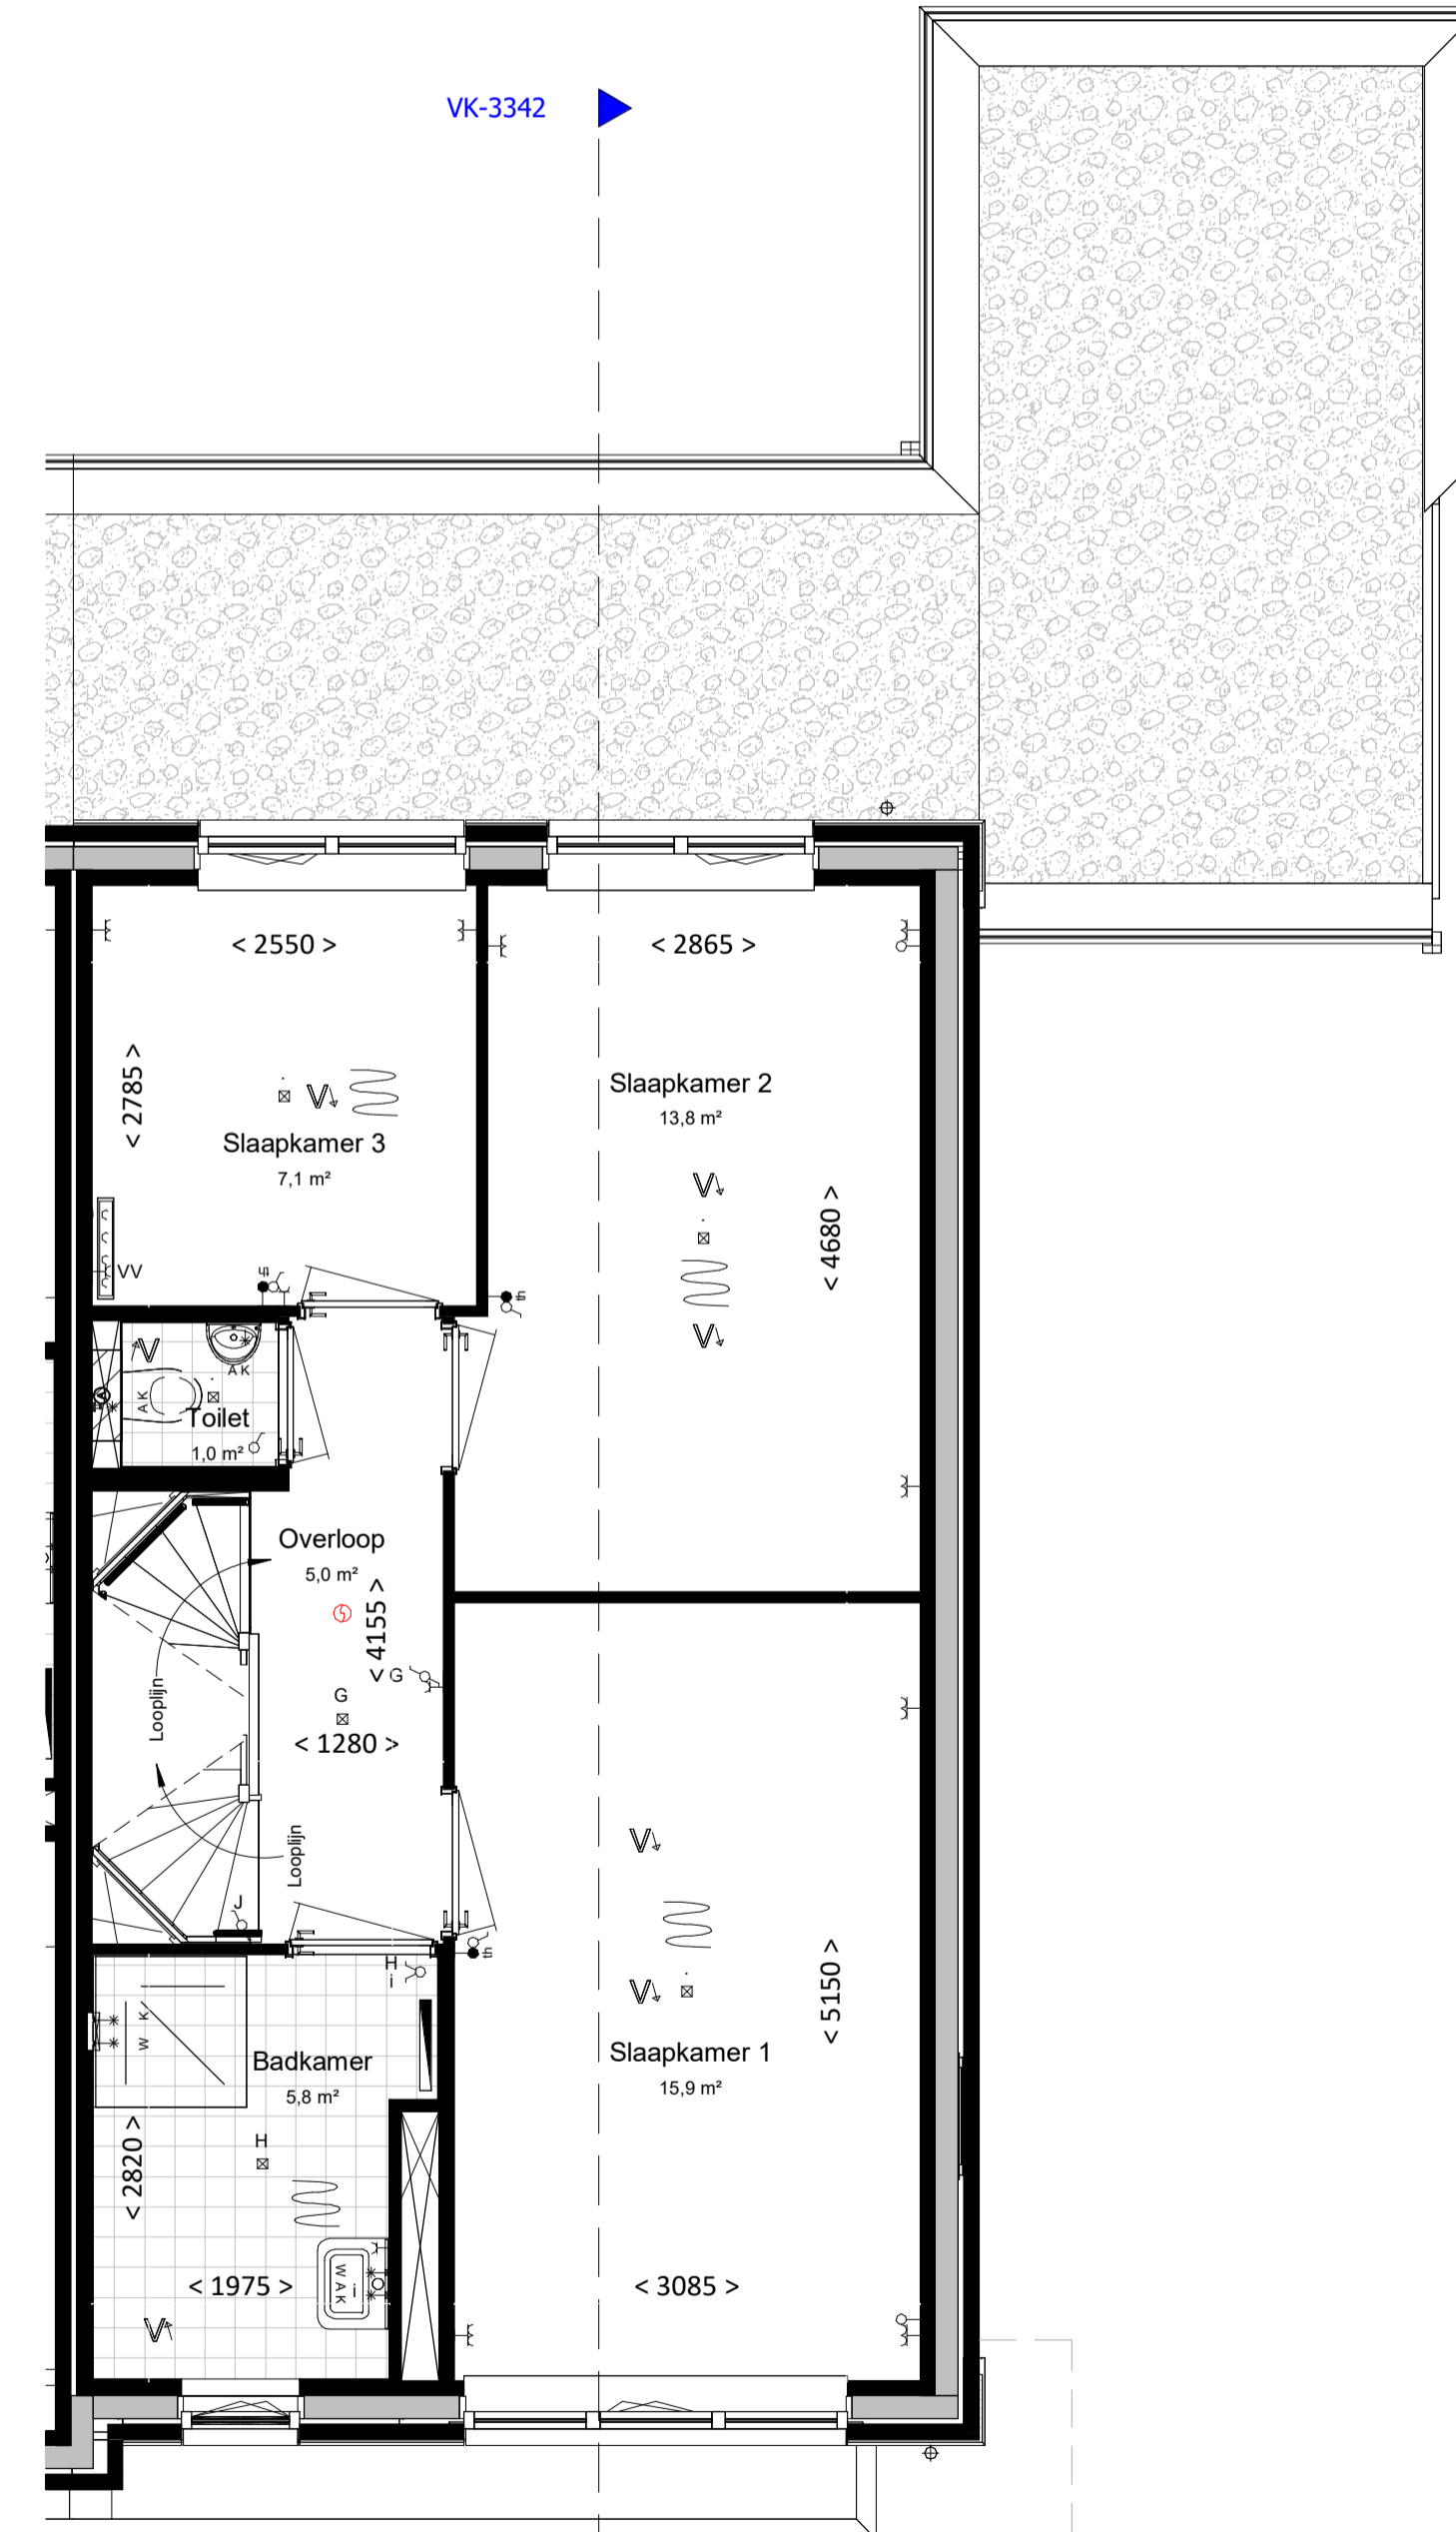 VK-3342
< 2550 >
< 2865 >
< 2785 >
Slaapkamer 2
13,8 m²
Slaapkamer 3
7,1 m²
< 4680 >
VV
th
th
AK
AK
Toilet
1,0 m²
Overloop
5,0 m²
< 4155 >
G
G
Looplijn
< 1280 >
Looplijn
J
H
i
WK
Badkamer
5,8 m²
< 5150 >
Slaapkamer 1
15,9 m²
H
< 2820 >
WAK
i
< 1975 >
< 3085 >
th